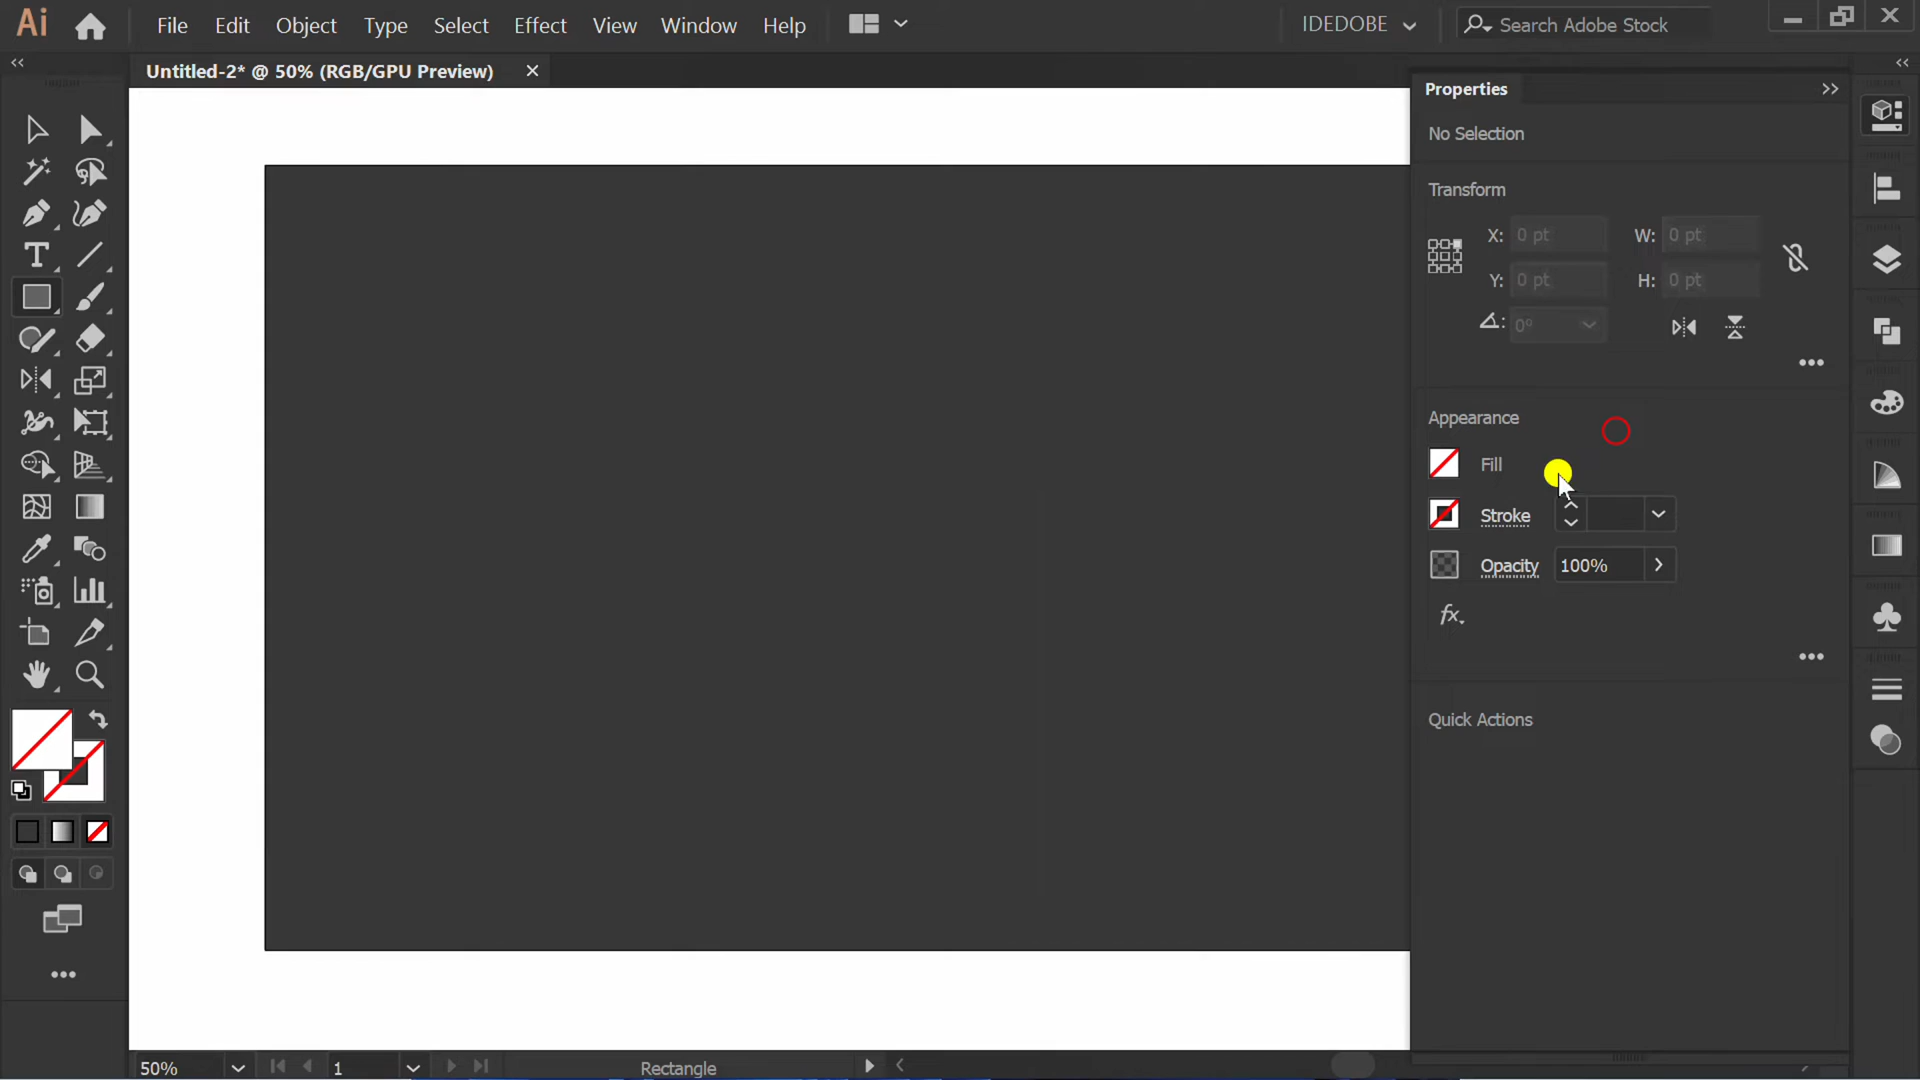 Ai File Edit Object Type Select Effect View Window Help IDEDOBE Search Adobe Stock
Untitled-2* @ 50% (RGB/GPU Preview)
Properties
No Selection
Transform
X: 0 pt W: 0 pt
Y: 0 pt H: 0 pt
0°
Appearance
Fill
Stroke
Opacity 100%
fx
Quick Actions
T
50% 1 Rectangle